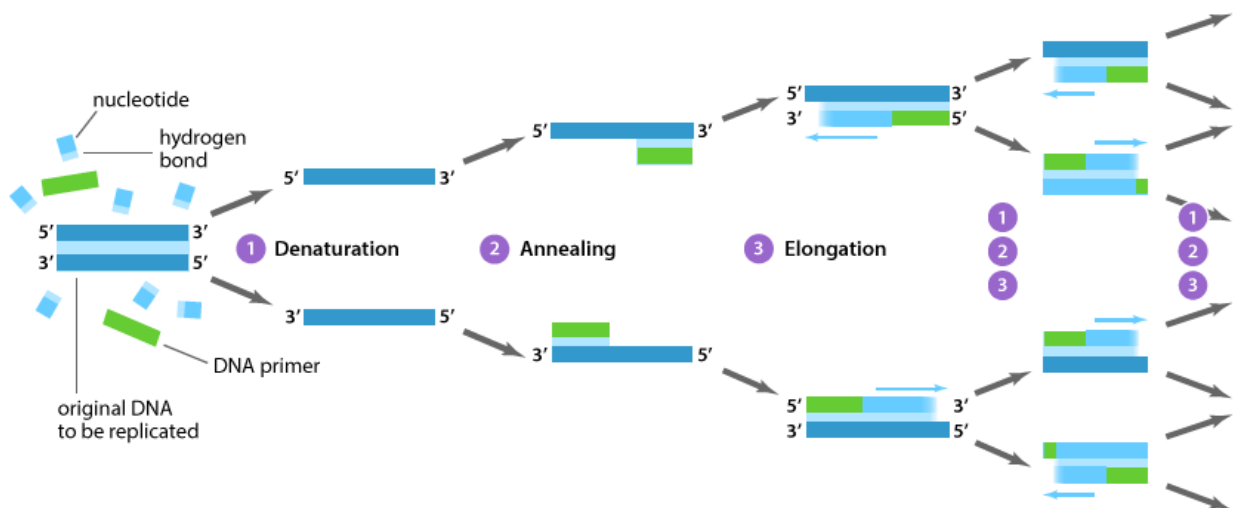 nucleotide
hydrogen
bond
5′ 3′
3′ 5′
DNA primer
original DNA
to be replicated
5′ 3′
1 Denaturation
3′ 5′
5′ 3′
2 Annealing
3′ 5′
5′ 3′
3′ 5′
3 Elongation
5′ 3′
3′ 5′
1
2
3
1
2
3